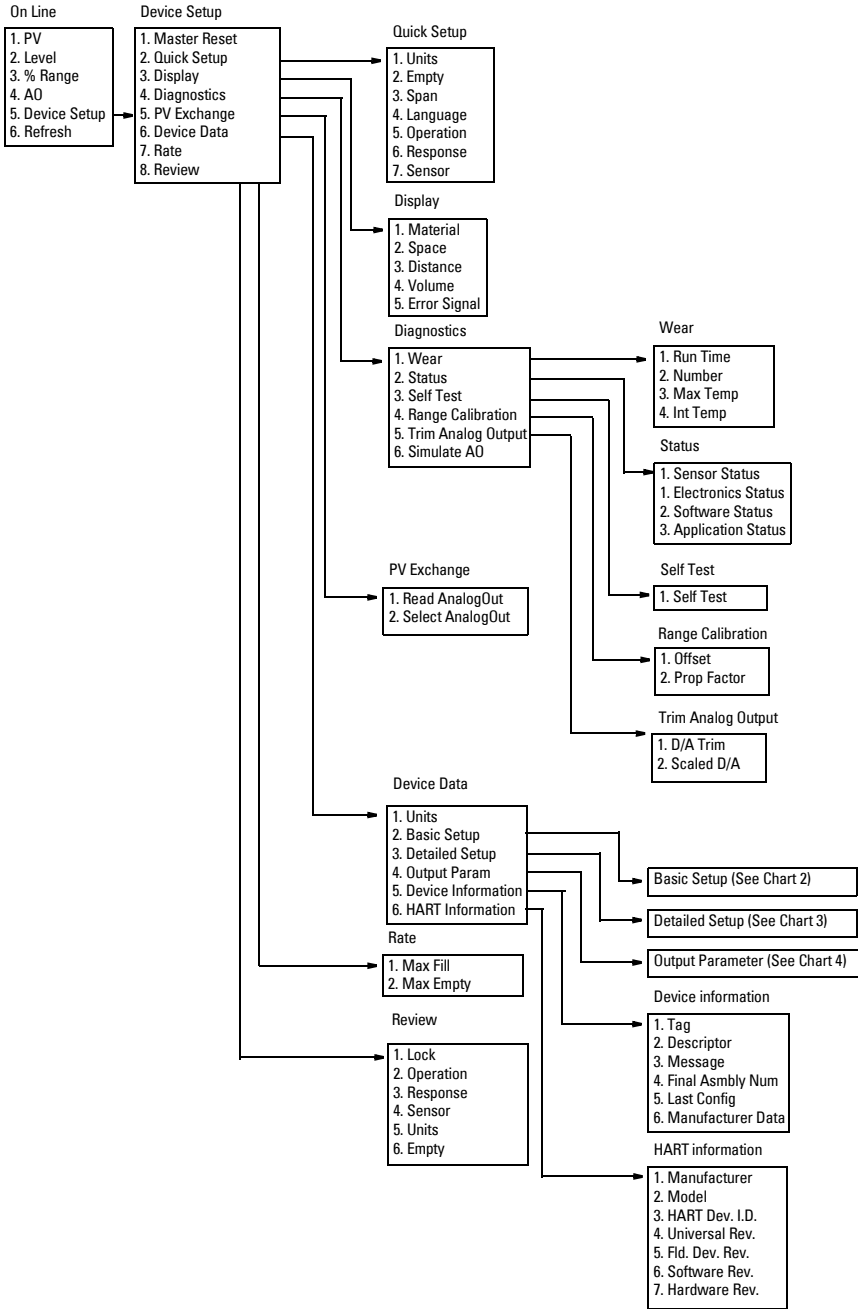 On Line
1. PV
2. Level
3. % Range
4. AO
5. Device Setup
6. Refresh
Device Setup
1. Master Reset
2. Quick Setup
3. Display
4. Diagnostics
5. PV Exchange
6. Device Data
7. Rate
8. Review
Quick Setup
1. Units
2. Empty
3. Span
4. Language
5. Operation
6. Response
7. Sensor
Display
1. Material
2. Space
3. Distance
4. Volume
5. Error Signal
Diagnostics
1. Wear
2. Status
3. Self Test
4. Range Calibration
5. Trim Analog Output
6. Simulate AO
Wear
1. Run Time
2. Number
3. Max Temp
4. Int Temp
Status
1. Sensor Status
1. Electronics Status
2. Software Status
3. Application Status
Self Test
1. Self Test
Range Calibration
1. Offset
2. Prop Factor
Trim Analog Output
1. D/A Trim
2. Scaled D/A
PV Exchange
1. Read AnalogOut
2. Select AnalogOut
Device Data
1. Units
2. Basic Setup
3. Detailed Setup
4. Output Param
5. Device Information
6. HART Information
Basic Setup (See Chart 2)
Detailed Setup (See Chart 3)
Output Parameter (See Chart 4)
Device information
1. Tag
2. Descriptor
3. Message
4. Final Asmbly Num
5. Last Config
6. Manufacturer Data
HART information
1. Manufacturer
2. Model
3. HART Dev. I.D.
4. Universal Rev.
5. Fld. Dev. Rev.
6. Software Rev.
7. Hardware Rev.
Rate
1. Max Fill
2. Max Empty
Review
1. Lock
2. Operation
3. Response
4. Sensor
5. Units
6. Empty